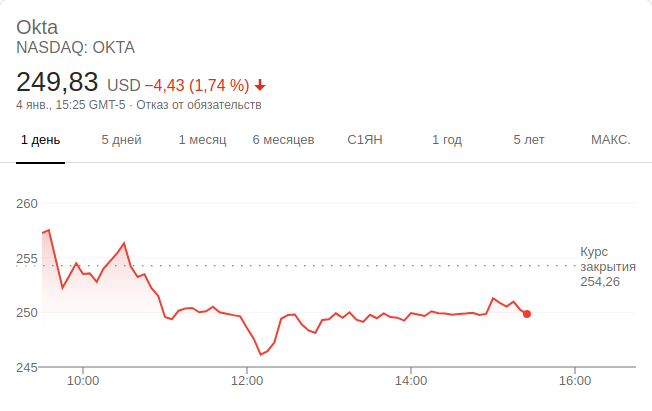 Okta
NASDAQ: OKTA
249,83 USD −4,43 (1,74 %)
4 янв., 15:25 GMT-5 · Отказ от обязательств
1 день 5 дней 1 месяц 6 месяцев С1ЯН 1 год 5 лет МАКС.
260
255
250
245
Курс
закрытия
254,26
10:00 12:00 14:00 16:00